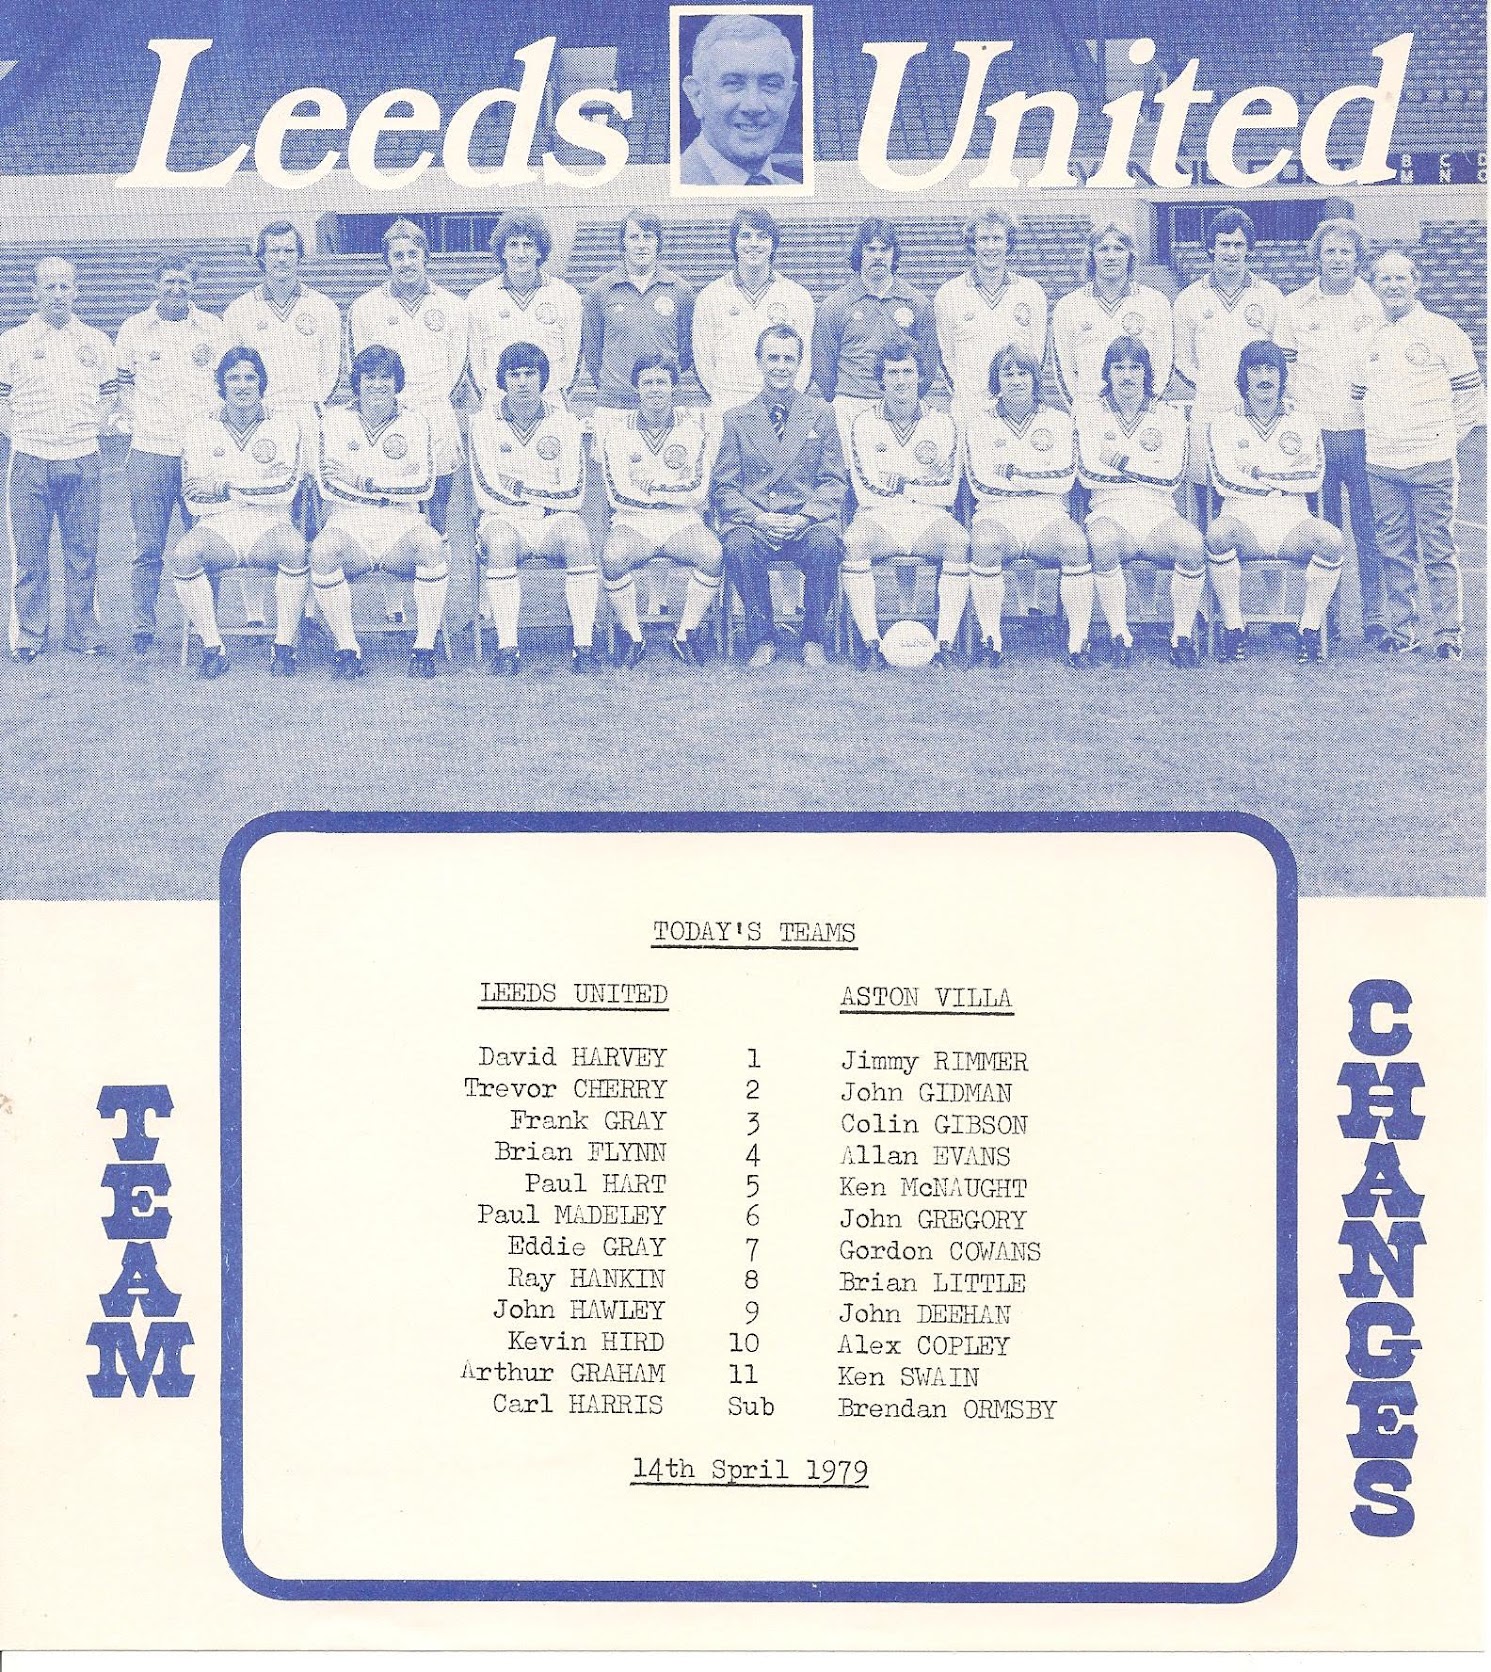 Leeds United
TODAY'S TEAMS
LEEDS UNITED ASTON VILLA
David HARVEY 1 Jimmy RIMMER
Trevor CHERRY 2 John GIDMAN
Frank GRAY 3 Colin GIBSON
Brian FLYNN 4 Allan EVANS
Paul HART 5 Ken McNAUGHT
Paul MADELEY 6 John GREGORY
Eddie GRAY 7 Gordon COWANS
Ray HANKIN 8 Brian LITTLE
John HAWLEY 9 John DEEHAN
Kevin HIRD 10 Alex COPLEY
Arthur GRAHAM 11 Ken SWAIN
Carl HARRIS Sub Brendan ORMSBY
14th Spril 1979
TEAM
CHANGES